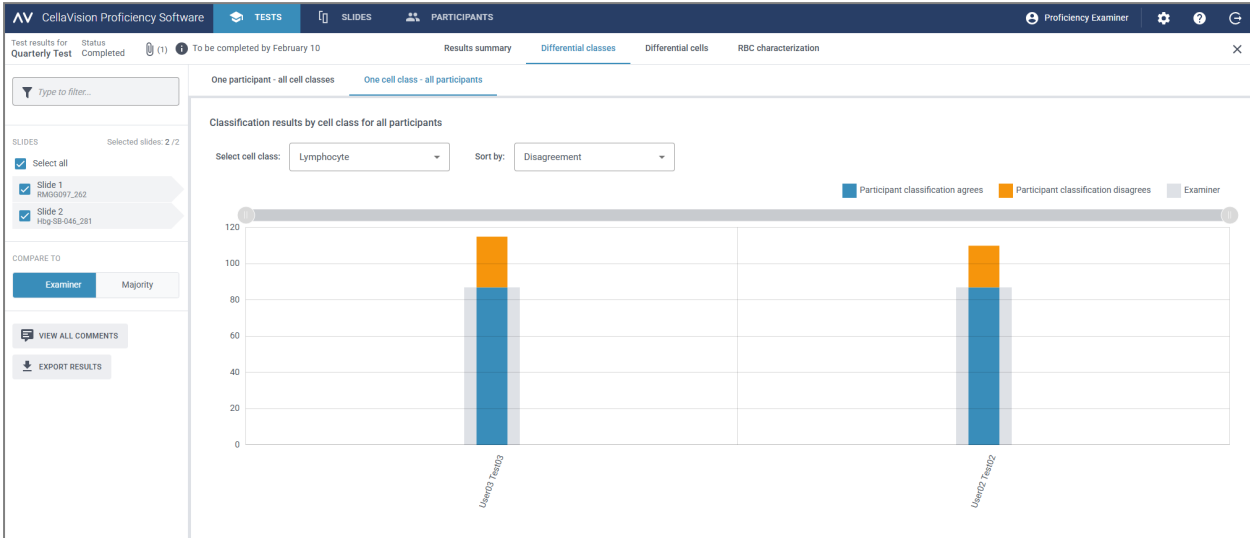 CellaVision Proficiency Software
TESTS
SLIDES
PARTICIPANTS
Proficiency Examiner
Test results for
Quarterly Test
Status
Completed
(1)
To be completed by February 10
Results summary
Differential classes
Differential cells
RBC characterization
Type to filter...
One participant - all cell classes
One cell class - all participants
SLIDES
Selected slides: 2 /2
Select all
Slide 1
RMGG097_262
Slide 2
Hbg-SB-046_281
COMPARE TO
Examiner
Majority
VIEW ALL COMMENTS
EXPORT RESULTS
Classification results by cell class for all participants
Select cell class:
Lymphocyte
Sort by:
Disagreement
Participant classification agrees
Participant classification disagrees
Examiner
120
100
80
60
40
20
0
User03 Test03
User02 Test02